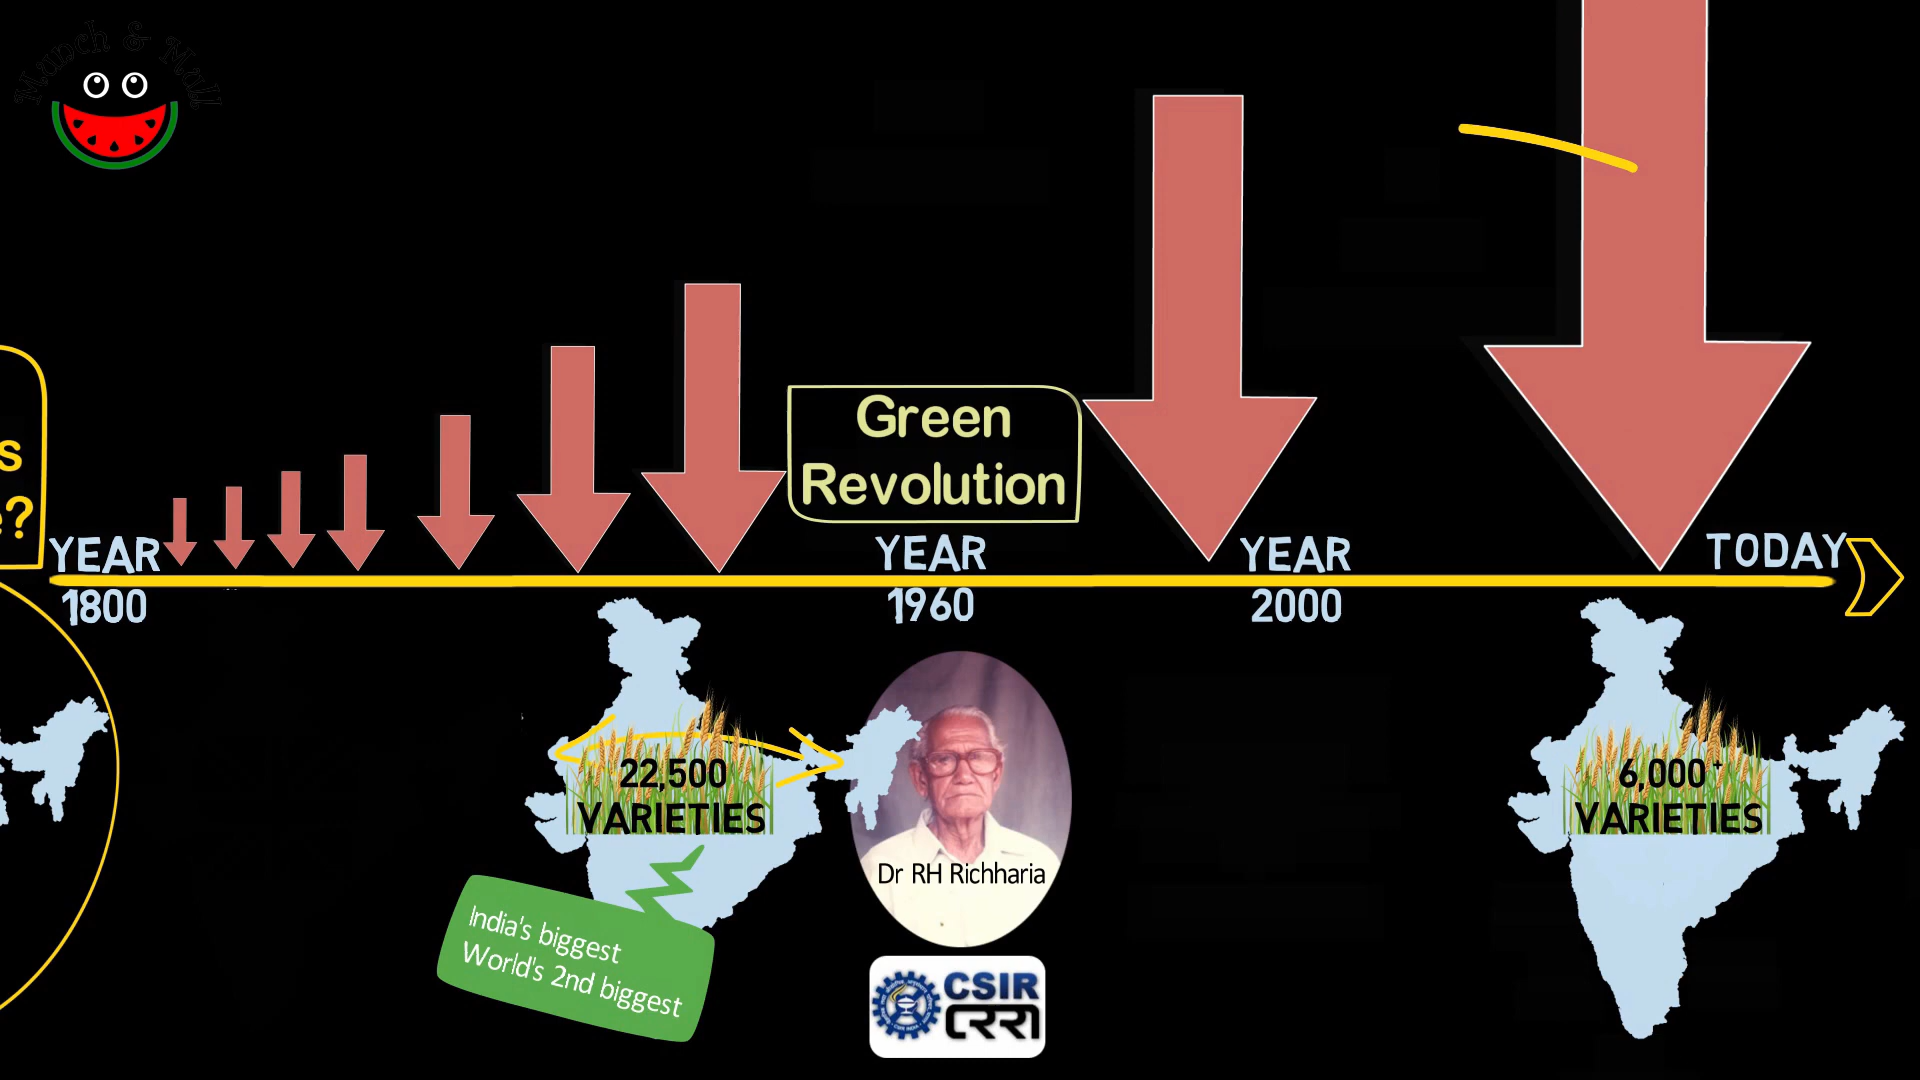 Munch & Mull
s
e?
Green
Revolution
YEAR
1800
YEAR
1960
YEAR
2000
TODAY
22,500
VARIETIES
India's biggest
World's 2nd biggest
Dr RH Richharia
CSIR
CRRI
6,000+
VARIETIES